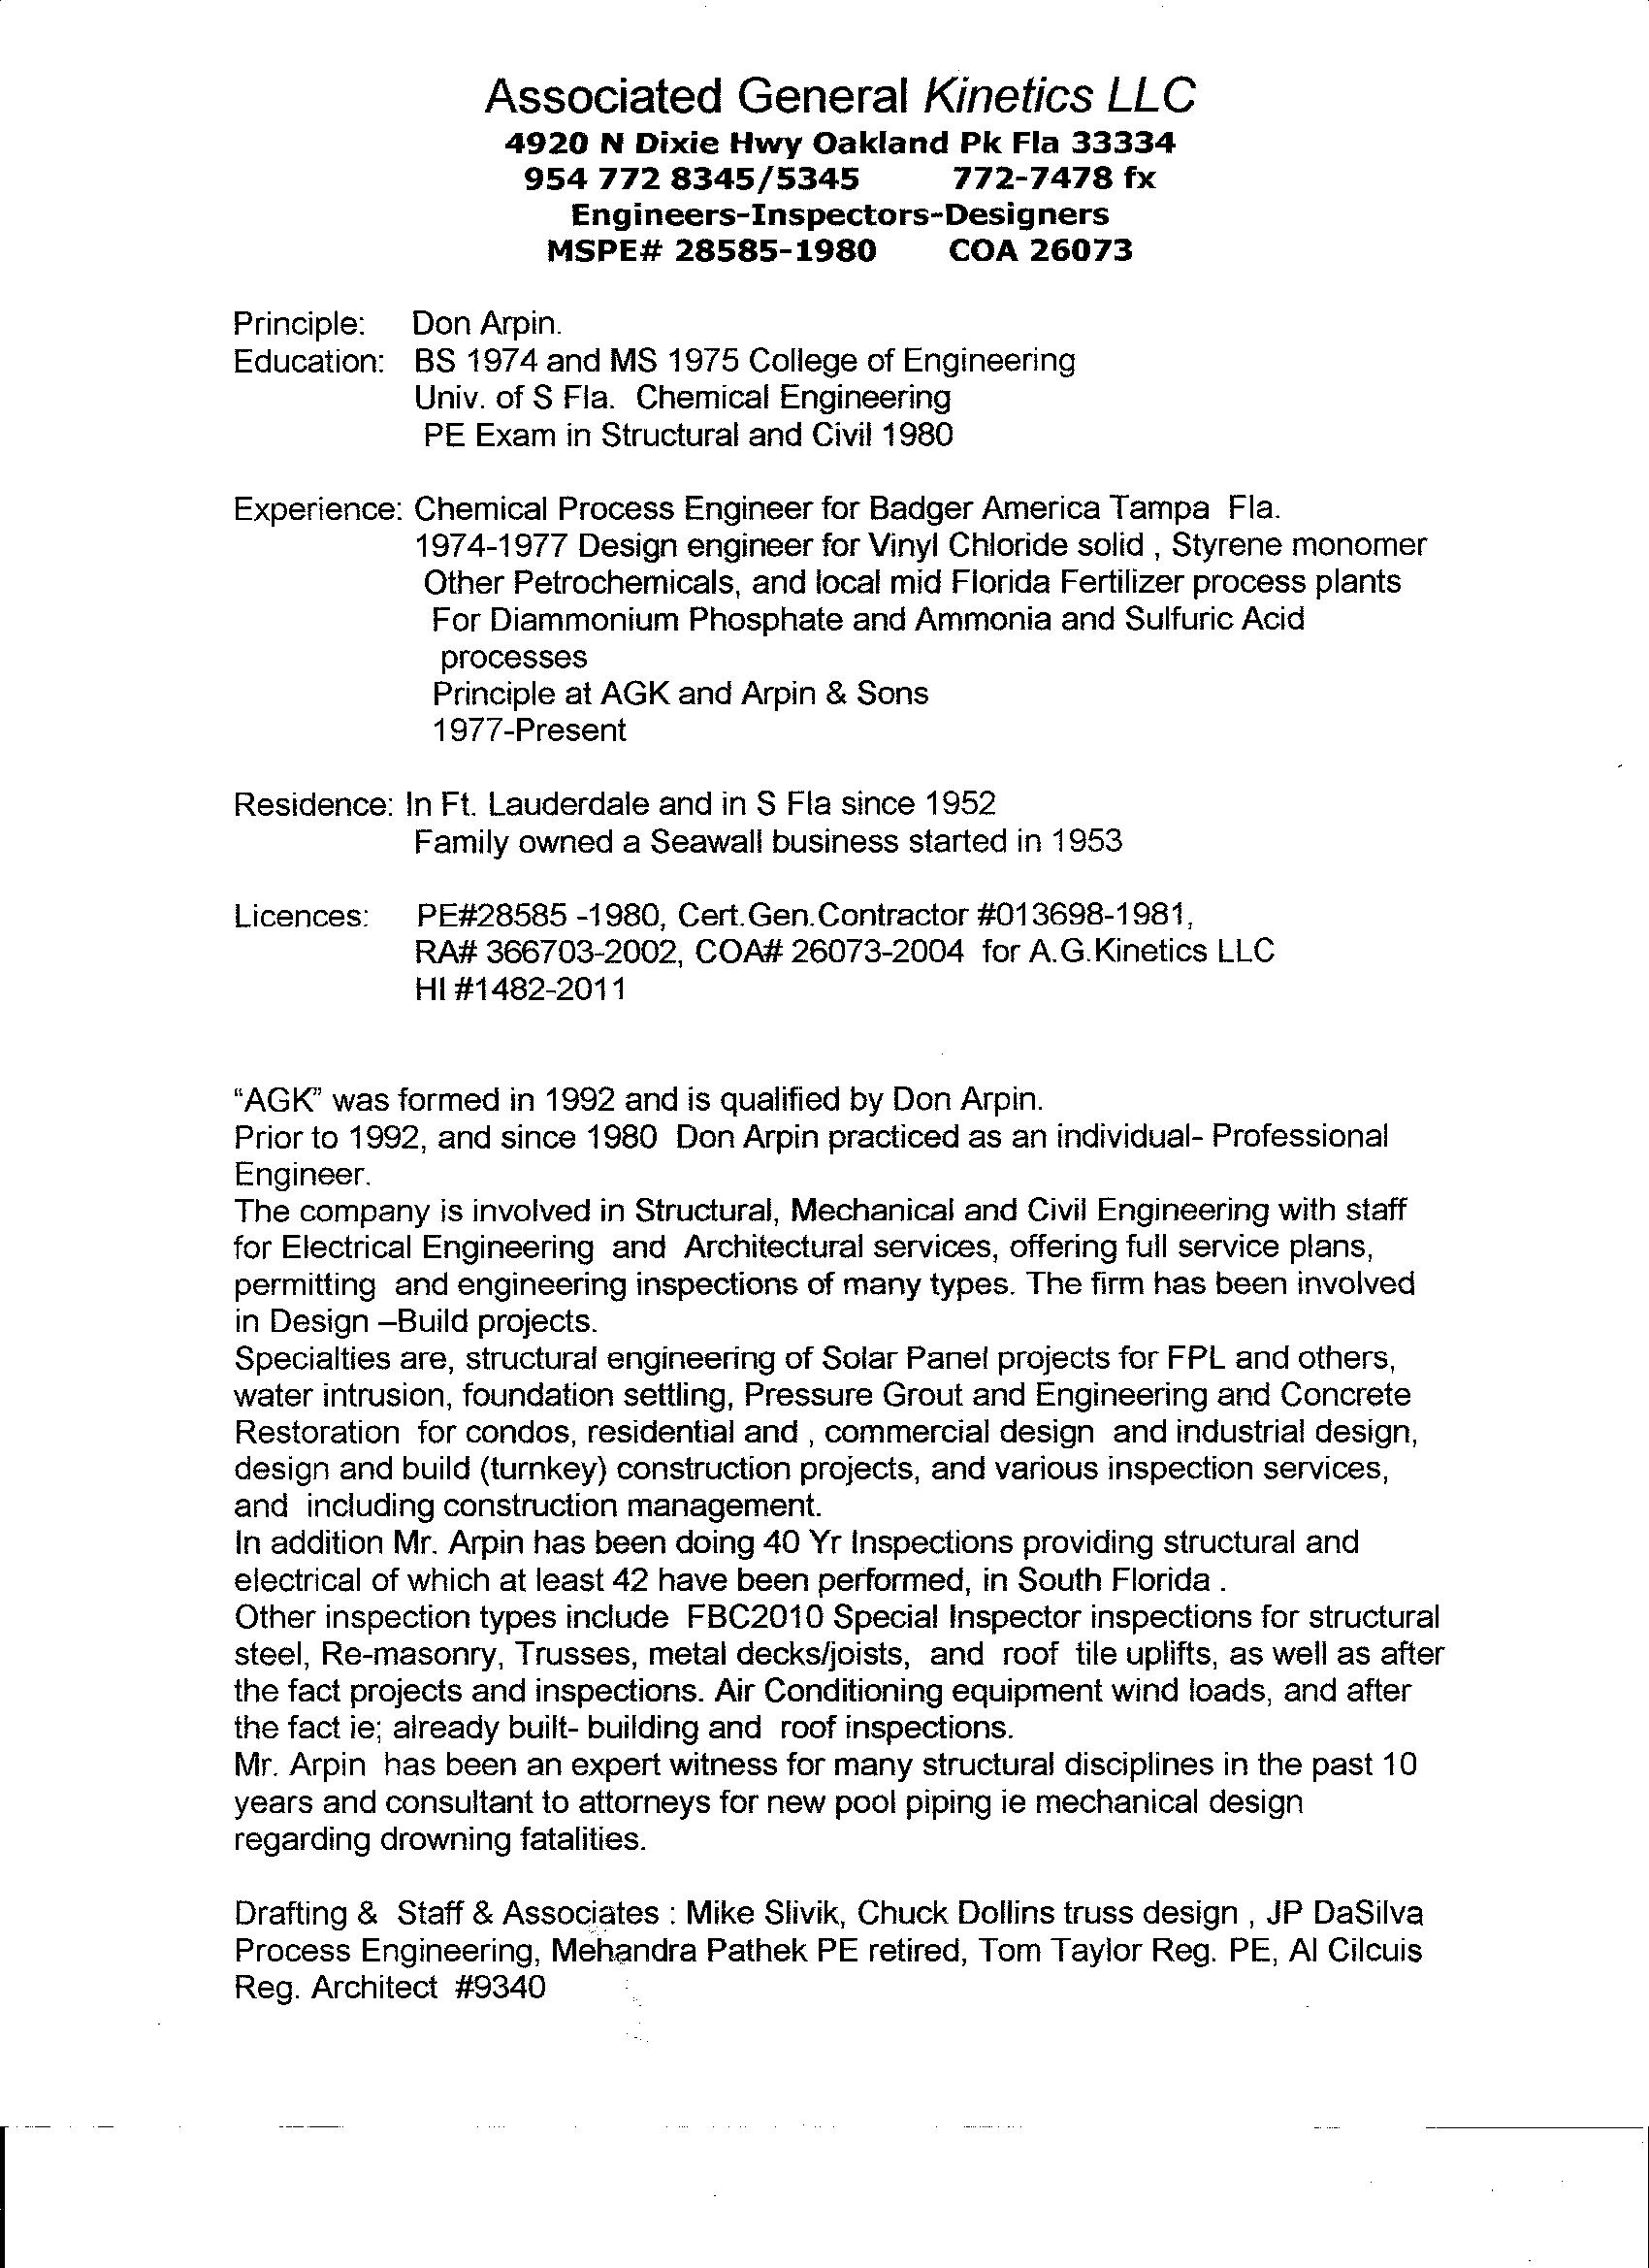 Associated General Kinetics LLC
4920 N Dixie Hwy Oakland Pk Fla 33334
954 772 8345/5345 772-7478 fx
Engineers-Inspectors-Designers
MSPE# 28585-1980 COA 26073
Principle: Don Arpin.
Education: BS 1974 and MS 1975 College of Engineering
Univ. of S Fla. Chemical Engineering
PE Exam in Structural and Civil 1980
Experience: Chemical Process Engineer for Badger America Tampa Fla.
1974-1977 Design engineer for Vinyl Chloride solid , Styrene monomer
Other Petrochemicals, and local mid Florida Fertilizer process plants
For Diammonium Phosphate and Ammonia and Sulfuric Acid
processes
Principle at AGK and Arpin & Sons
1977-Present
Residence: In Ft. Lauderdale and in S Fla since 1952
Family owned a Seawall business started in 1953
Licences: PE#28585 -1980, Cert.Gen.Contractor #013698-1981,
RA# 366703-2002, COA# 26073-2004 for A.G.Kinetics LLC
HI #1482-2011
“AGK” was formed in 1992 and is qualified by Don Arpin.
Prior to 1992, and since 1980 Don Arpin practiced as an individual- Professional
Engineer.
The company is involved in Structural, Mechanical and Civil Engineering with staff
for Electrical Engineering and Architectural services, offering full service plans,
permitting and engineering inspections of many types. The firm has been involved
in Design –Build projects.
Specialties are, structural engineering of Solar Panel projects for FPL and others,
water intrusion, foundation settling, Pressure Grout and Engineering and Concrete
Restoration for condos, residential and , commercial design and industrial design,
design and build (turnkey) construction projects, and various inspection services,
and including construction management.
In addition Mr. Arpin has been doing 40 Yr Inspections providing structural and
electrical of which at least 42 have been performed, in South Florida .
Other inspection types include FBC2010 Special Inspector inspections for structural
steel, Re-masonry, Trusses, metal decks/joists, and roof tile uplifts, as well as after
the fact projects and inspections. Air Conditioning equipment wind loads, and after
the fact ie; already built- building and roof inspections.
Mr. Arpin has been an expert witness for many structural disciplines in the past 10
years and consultant to attorneys for new pool piping ie mechanical design
regarding drowning fatalities.
Drafting & Staff & Associates : Mike Slivik, Chuck Dollins truss design , JP DaSilva
Process Engineering, Mehandra Pathek PE retired, Tom Taylor Reg. PE, Al Cilcuis
Reg. Architect #9340